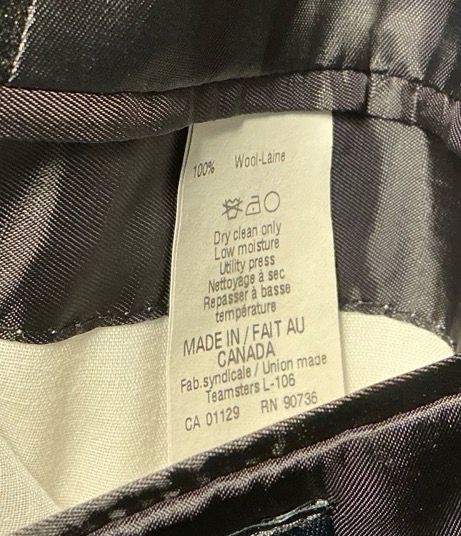 100% Wool-Laine
Dry clean only
Low moisture
Utility press
Nettoyage à sec
Repasser à basse
température
MADE IN / FAIT AU
CANADA
Fab.syndicale / Union made
Teamsters L-106
CA 01129 RN 90736